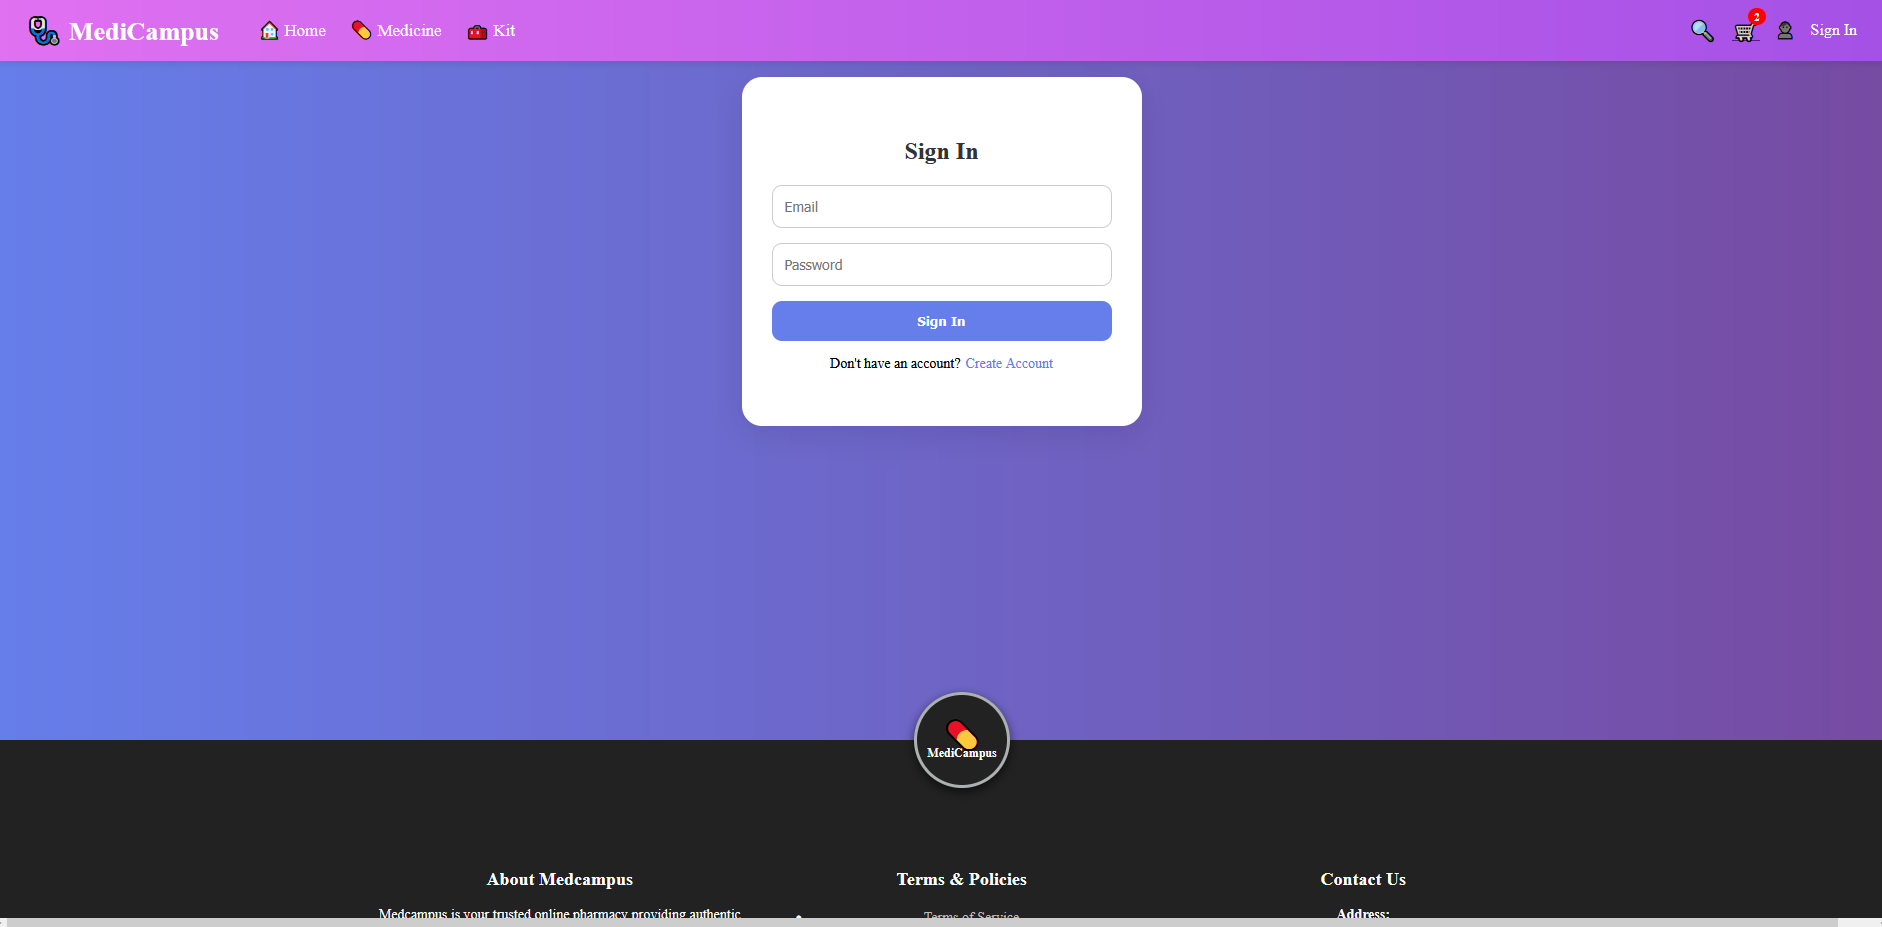 MediCampus
Home
Medicine
Kit
2
Sign In
Sign In
Email
Password
Sign In
Don't have an account? Create Account
MediCampus
About Medcampus
Terms & Policies
Contact Us
Medcampus is your trusted online pharmacy providing authentic
Terms of Service
Address: